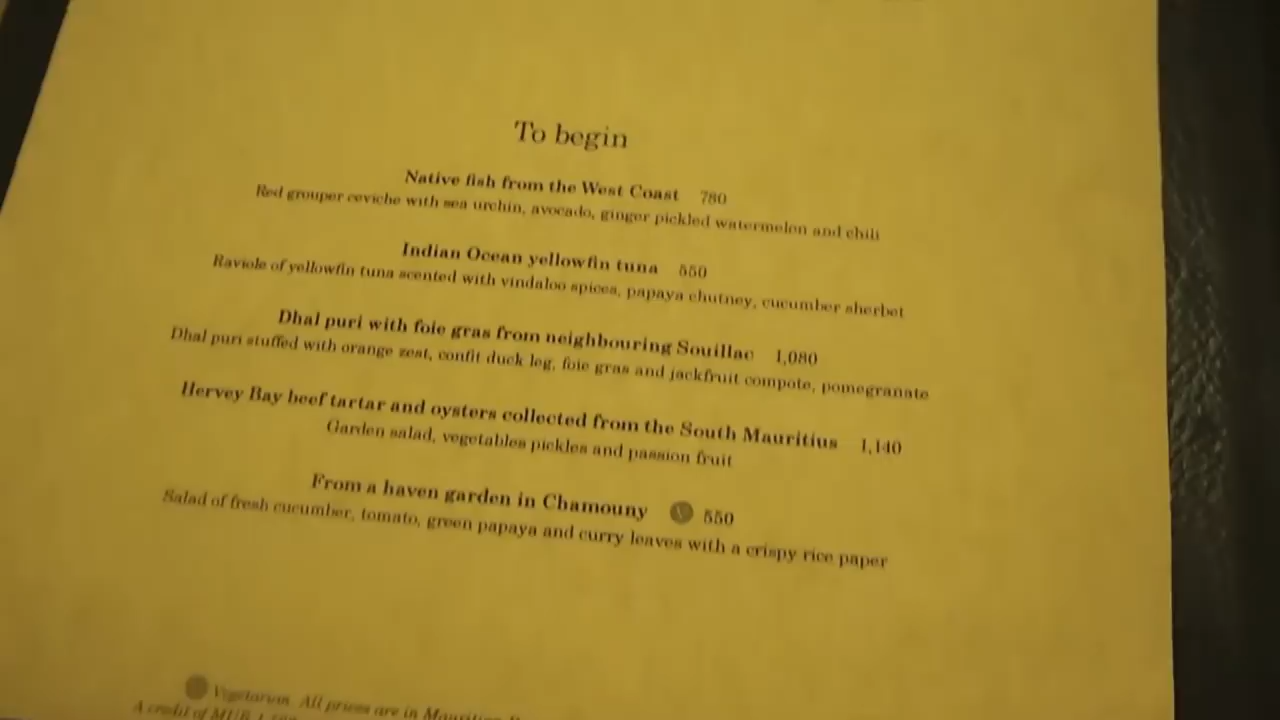 To begin
Native fish from the West Coast 780
Red grouper ceviche with sea urchin, avocado, ginger pickled watermelon and chili
Indian Ocean yellowfin tuna 550
Raviole of yellowfin tuna scented with vindaloo spices, papaya chutney, cucumber sherbet
Dhal puri with foie gras from neighbouring Souillac 1,080
Dhal puri stuffed with orange zest, confit duck leg, foie gras and jackfruit compote, pomegranate
Hervey Bay beef tartar and oysters collected from the South Mauritius 1,140
Garden salad, vegetables pickles and passion fruit
From a haven garden in Chamouny V 550
Salad of fresh cucumber, tomato, green papaya and curry leaves with a crispy rice paper
Vegetarian. All prices are in
A credit of MUR